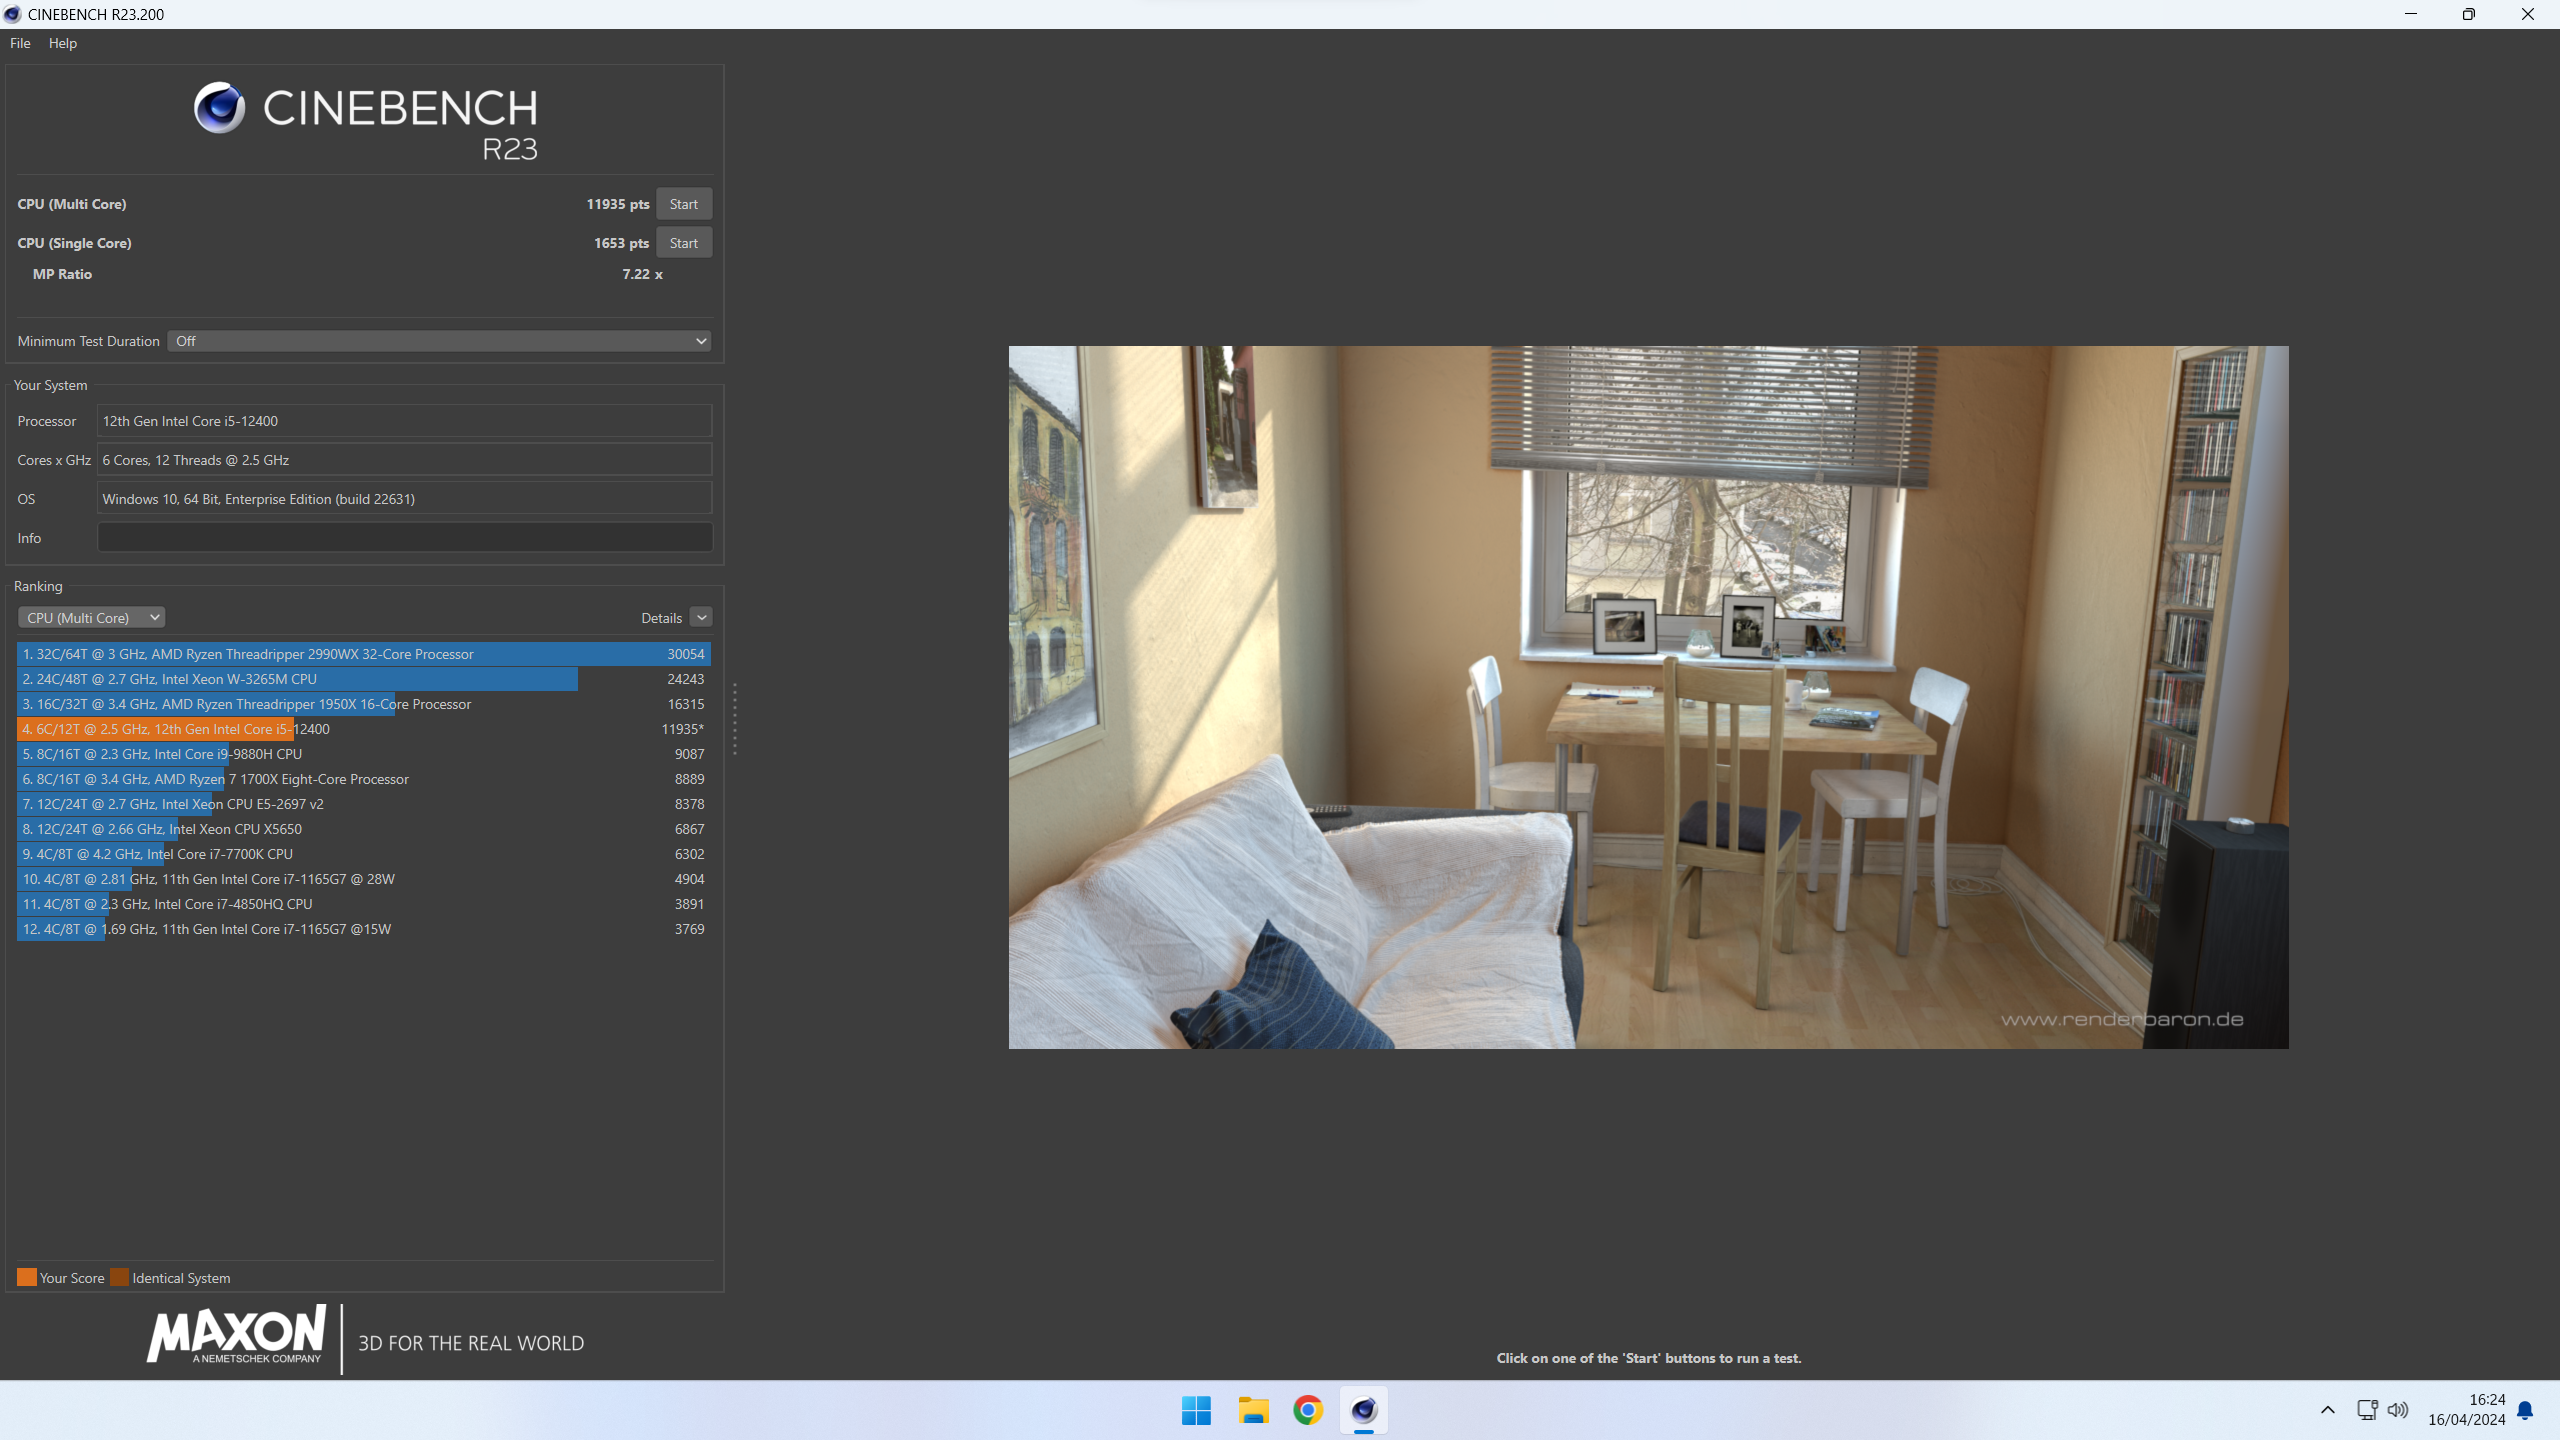 CINEBENCH R23.200
File Help
CINEBENCH
R23
CPU (Multi Core) 11935 pts Start
CPU (Single Core) 1653 pts Start
MP Ratio 7.22 x
Minimum Test Duration Off
Your System
Processor 12th Gen Intel Core i5-12400
Cores x GHz 6 Cores, 12 Threads @ 2.5 GHz
OS Windows 10, 64 Bit, Enterprise Edition (build 22631)
Info
Ranking
CPU (Multi Core) Details
1. 32C/64T @ 3 GHz, AMD Ryzen Threadripper 2990WX 32-Core Processor 30054
2. 24C/48T @ 2.7 GHz, Intel Xeon W-3265M CPU 24243
3. 16C/32T @ 3.4 GHz, AMD Ryzen Threadripper 1950X 16-Core Processor 16315
4. 6C/12T @ 2.5 GHz, 12th Gen Intel Core i5-12400 11935*
5. 8C/16T @ 2.3 GHz, Intel Core i9-9880H CPU 9087
6. 8C/16T @ 3.4 GHz, AMD Ryzen 7 1700X Eight-Core Processor 8889
7. 12C/24T @ 2.7 GHz, Intel Xeon CPU E5-2697 v2 8378
8. 12C/24T @ 2.66 GHz, Intel Xeon CPU X5650 6867
9. 4C/8T @ 4.2 GHz, Intel Core i7-7700K CPU 6302
10. 4C/8T @ 2.81 GHz, 11th Gen Intel Core i7-1165G7 @ 28W 4904
11. 4C/8T @ 2.3 GHz, Intel Core i7-4850HQ CPU 3891
12. 4C/8T @ 1.69 GHz, 11th Gen Intel Core i7-1165G7 @15W 3769
Your Score Identical System
MAXON
A NEMETSCHEK COMPANY
3D FOR THE REAL WORLD
www.renderbaron.de
Click on one of the 'Start' buttons to run a test.
16:24
16/04/2024